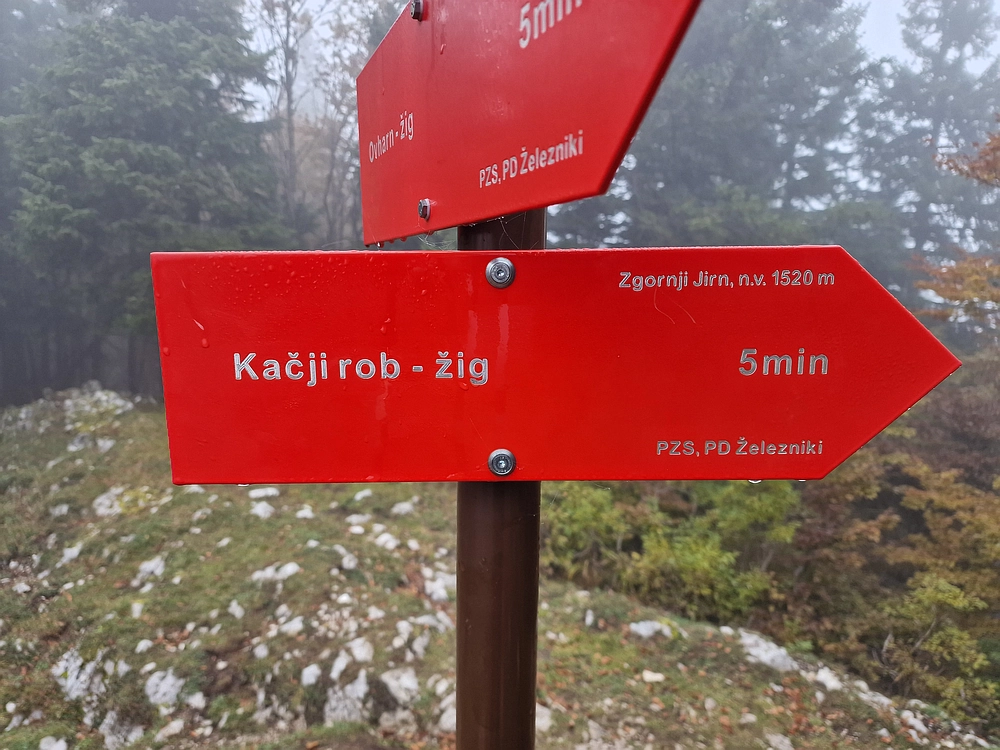 5min
Ovharn - žig
PZS, PD Železniki
Zgornji Jirn, n.v. 1520 m
Kačji rob - žig
5min
PZS, PD Železniki